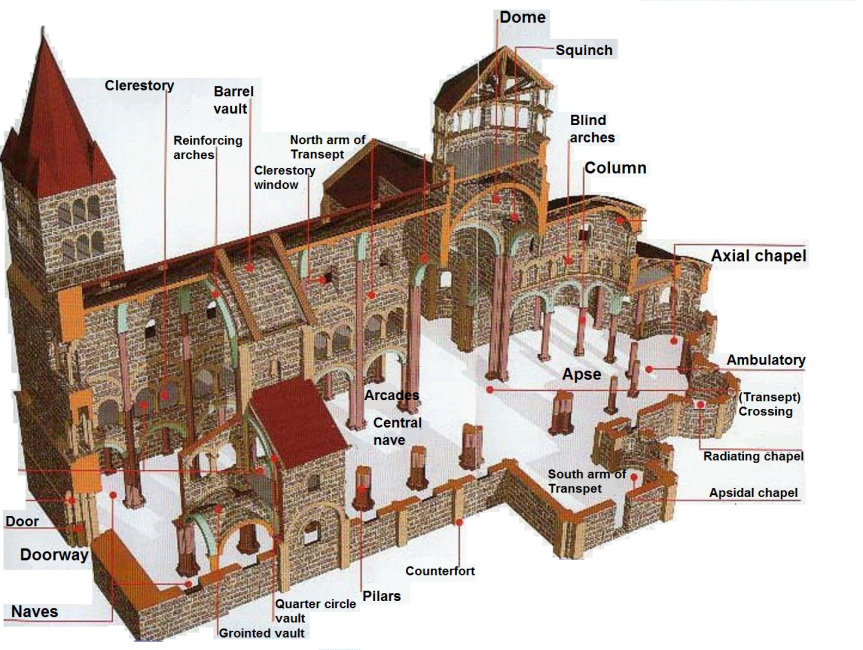 Dome
Squinch
Clerestory
Barrel
vault
Blind
arches
Reinforcing
arches
North arm of
Transept
Clerestory
window
Column
Axial chapel
Ambulatory
Apse
Arcades
(Transept)
Crossing
Central
nave
Radiating chapel
South arm of
Transpet
Apsidal chapel
Door
Doorway
Counterfort
Pilars
Quarter circle
vault
Naves
Grointed vault